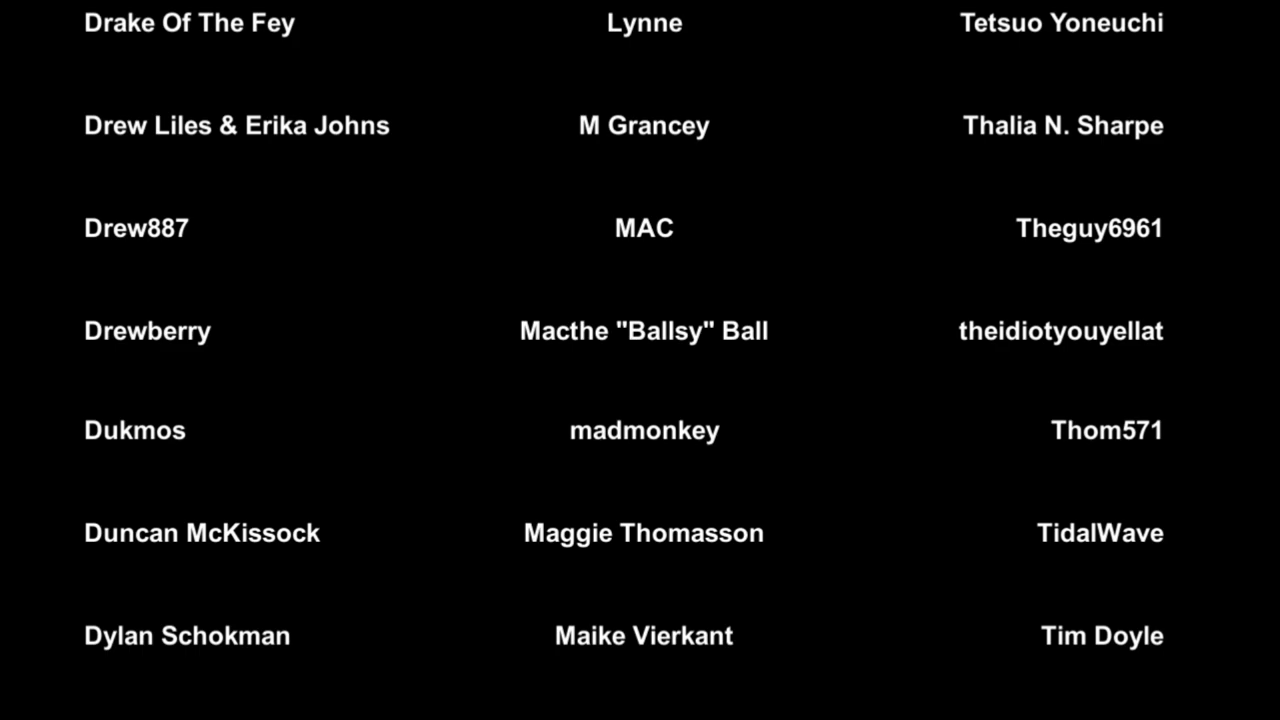 Drake Of The Fey Lynne Tetsuo Yoneuchi
Drew Liles & Erika Johns M Grancey Thalia N. Sharpe
Drew887 MAC Theguy6961
Drewberry Macthe "Ballsy" Ball theidiotyouyellat
Dukmos madmonkey Thom571
Duncan McKissock Maggie Thomasson TidalWave
Dylan Schokman Maike Vierkant Tim Doyle